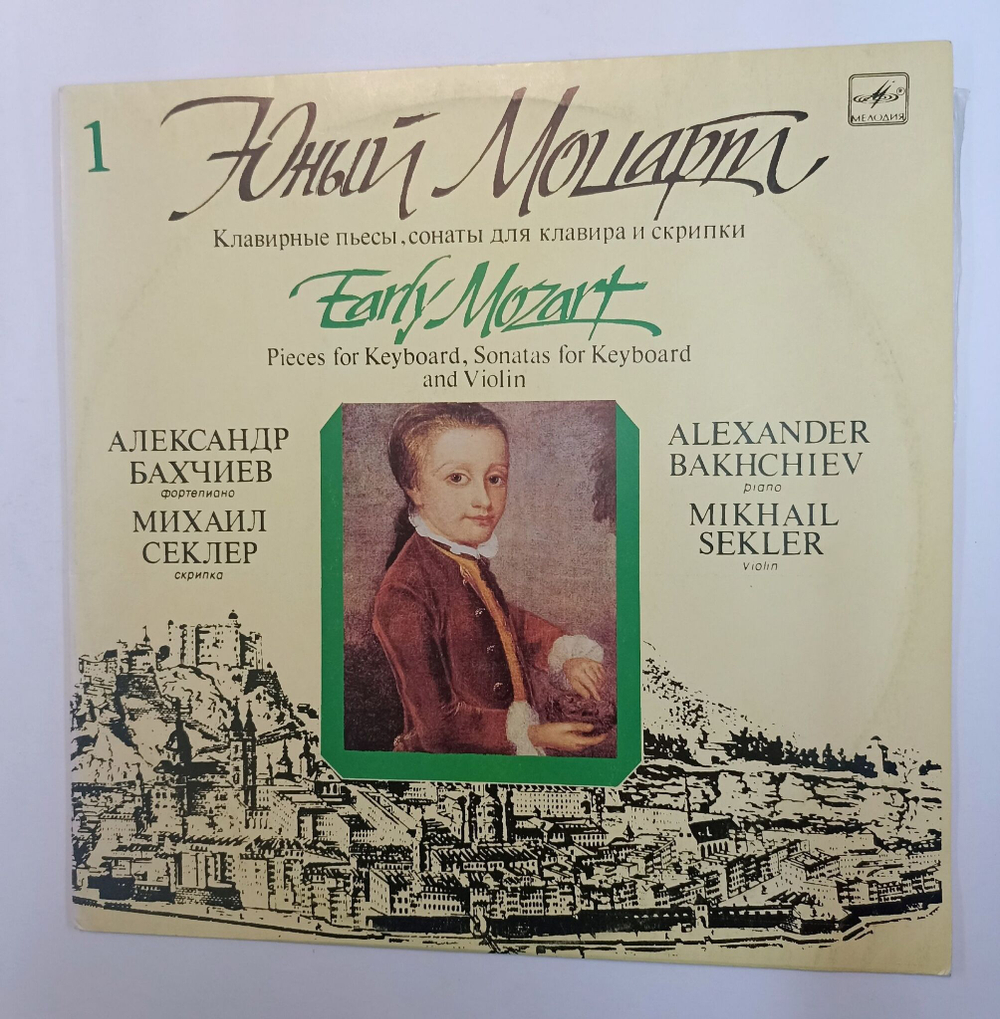 1
Юный Моцарт
МЕЛОДИЯ
Клавирные пьесы, сонаты для клавира и скрипки
Early Mozart
Pieces for Keyboard, Sonatas for Keyboard
and Violin
АЛЕКСАНДР
БАХЧИЕВ
фортепиано
МИХАИЛ
СЕКЛЕР
скрипка
ALEXANDER
BAKHCHIEV
piano
MIKHAIL
SEKLER
Violin